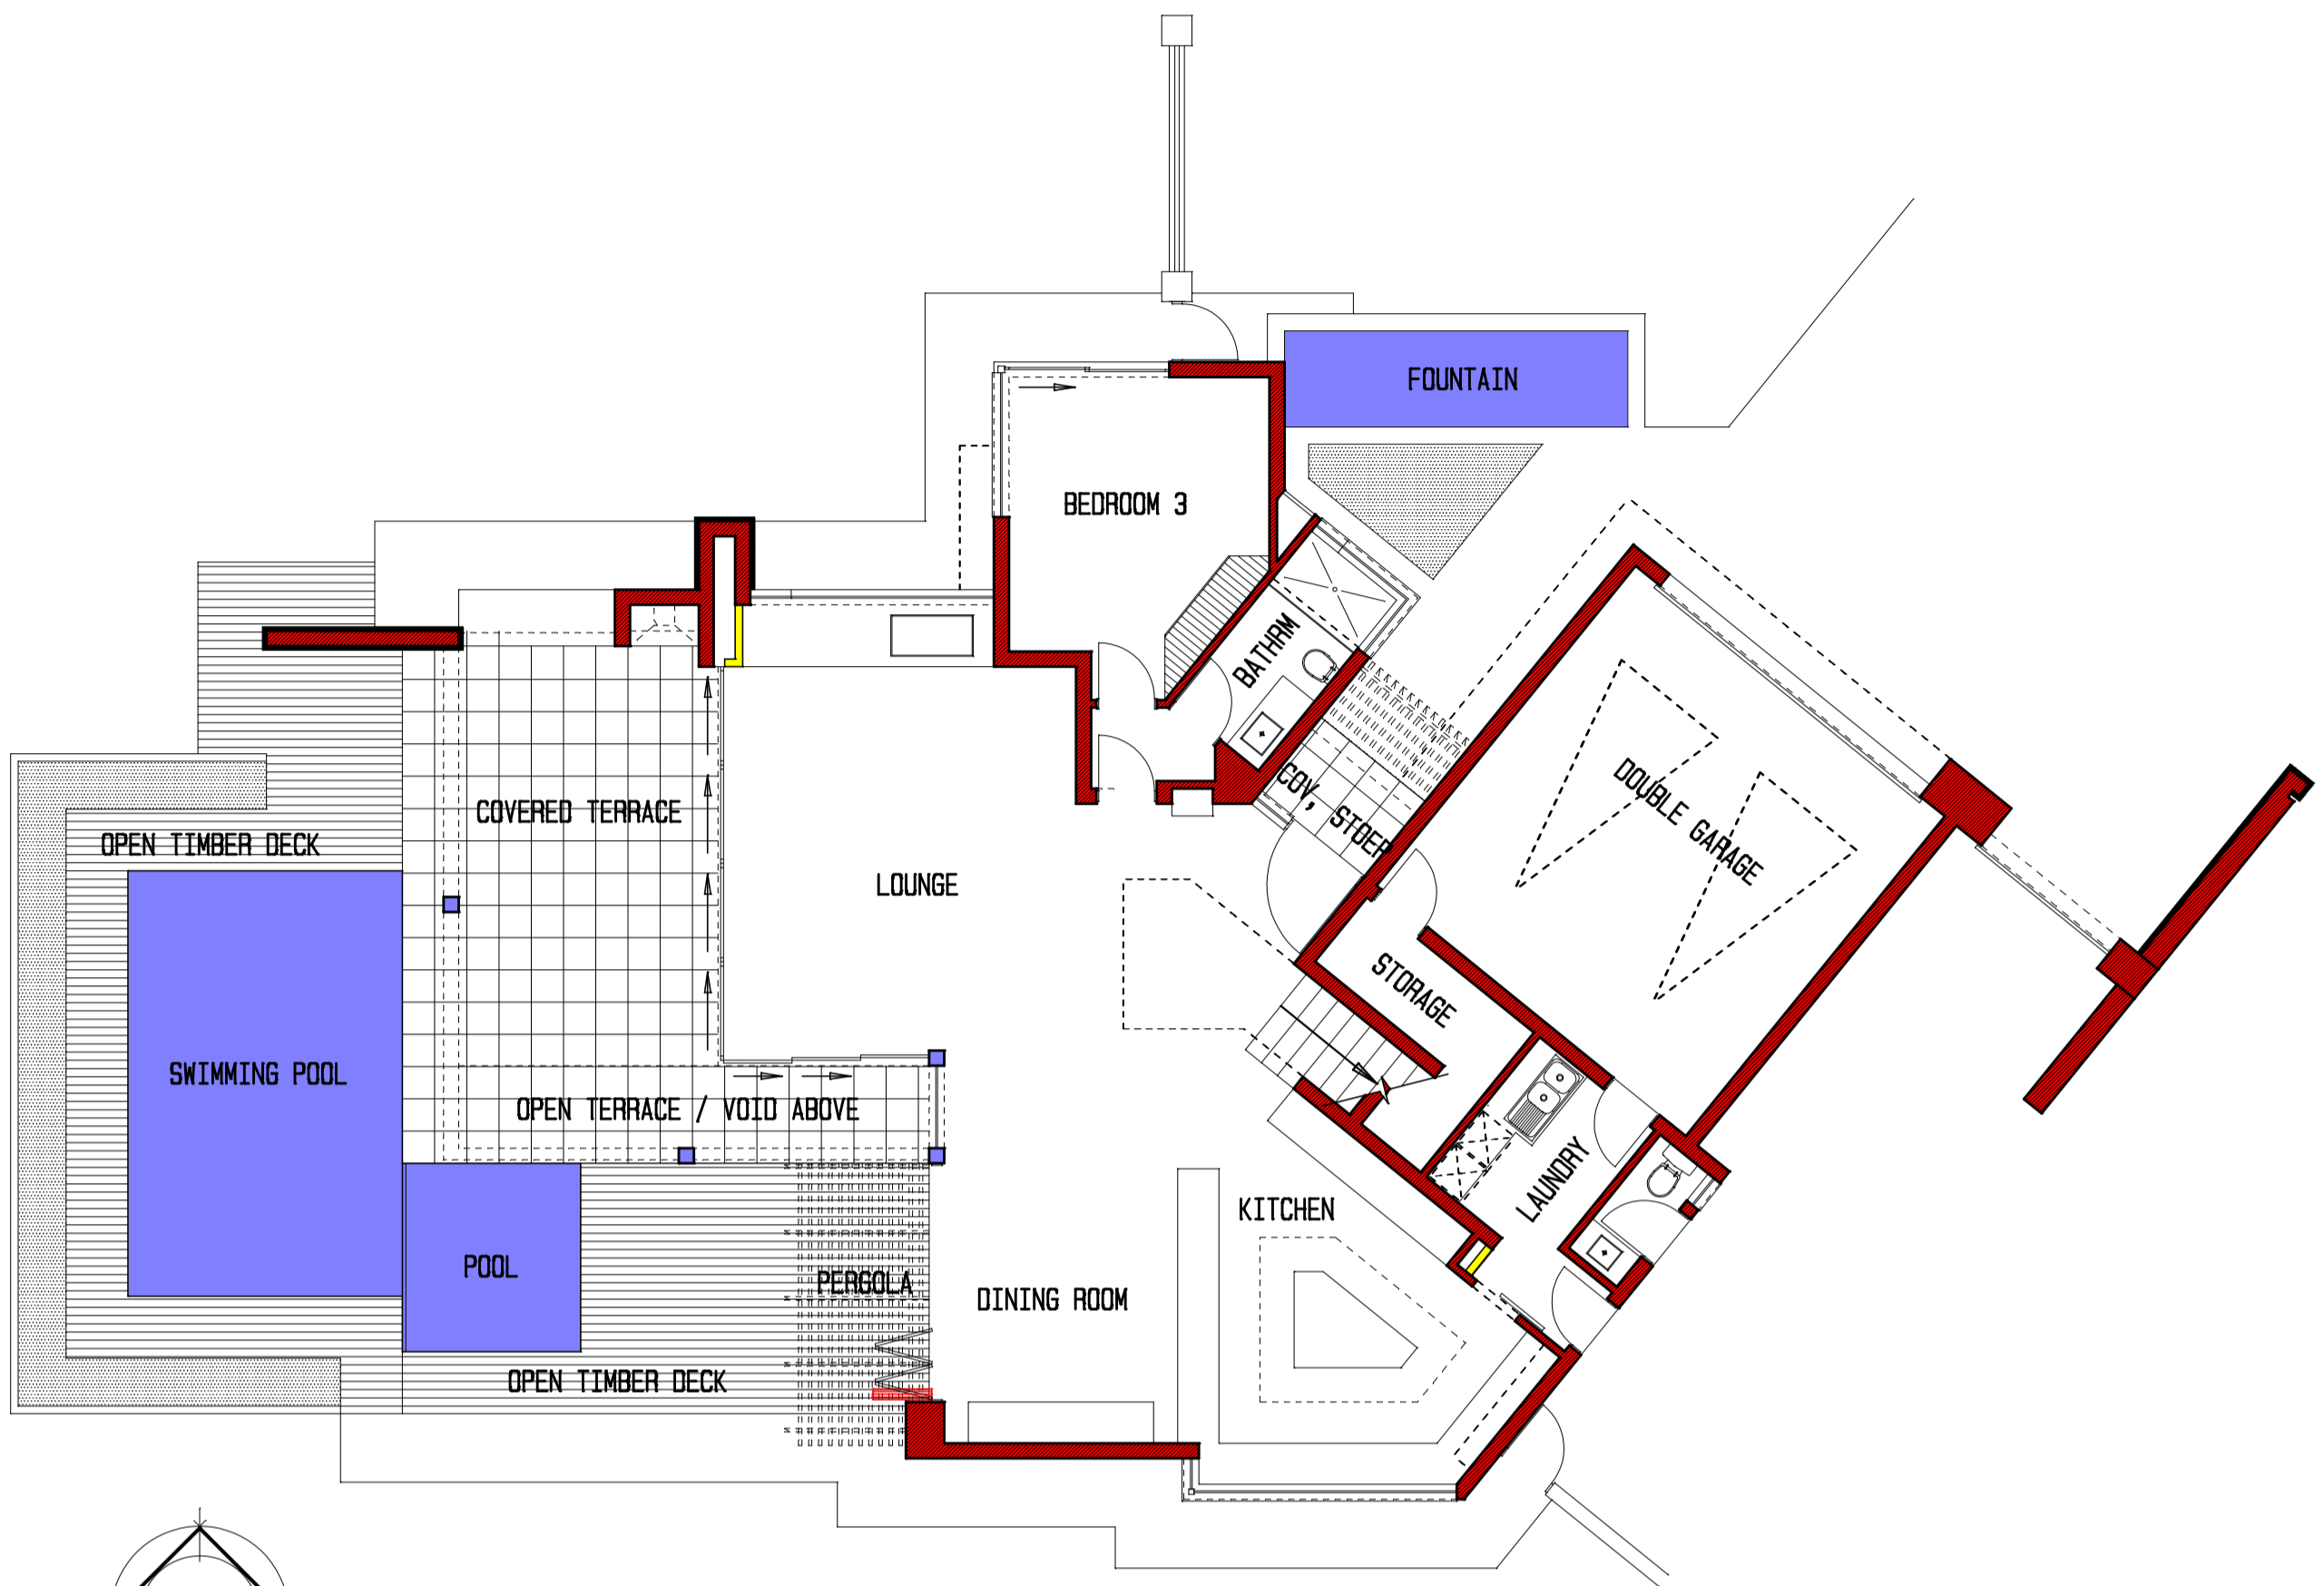 FOUNTAIN
BEDROOM 3
BATHRM
DOUBLE GARAGE
COV, STOEP
COVERED TERRACE
OPEN TIMBER DECK
LOUNGE
STORAGE
SWIMMING POOL
OPEN TERRACE / VOID ABOVE
LAUNDRY
KITCHEN
POOL
PERGOLA
DINING ROOM
OPEN TIMBER DECK